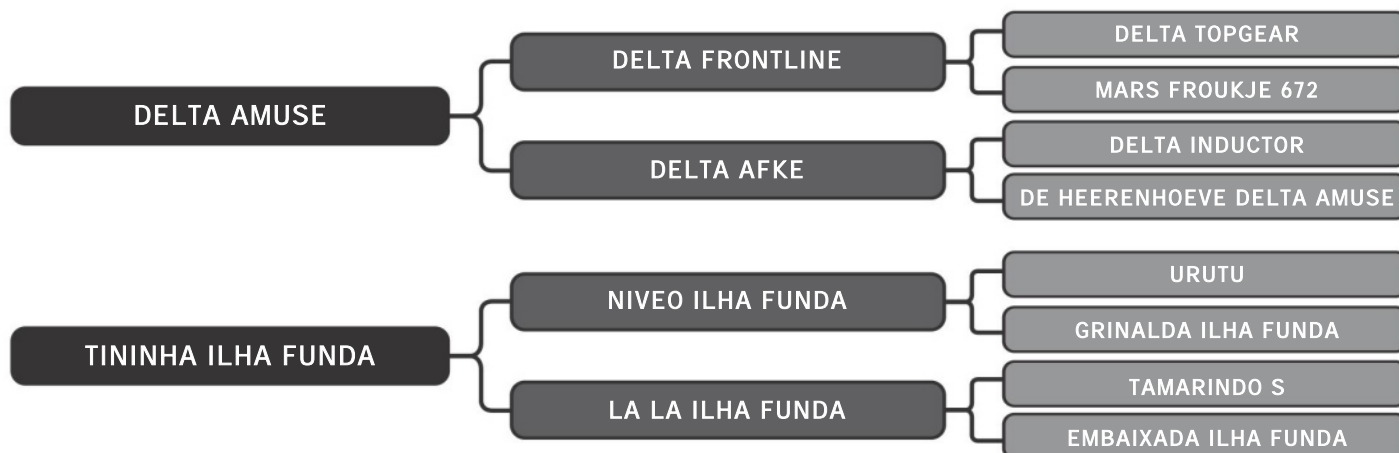 DELTA AMUSE
DELTA FRONTLINE
DELTA AFKE
DELTA TOPGEAR
MARS FROUKJE 672
DELTA INDUCTOR
DE HEERENHOEVE DELTA AMUSE
TININHA ILHA FUNDA
NIVEO ILHA FUNDA
LA LA ILHA FUNDA
URUTU
GRINALDA ILHA FUNDA
TAMARINDO S
EMBAIXADA ILHA FUNDA